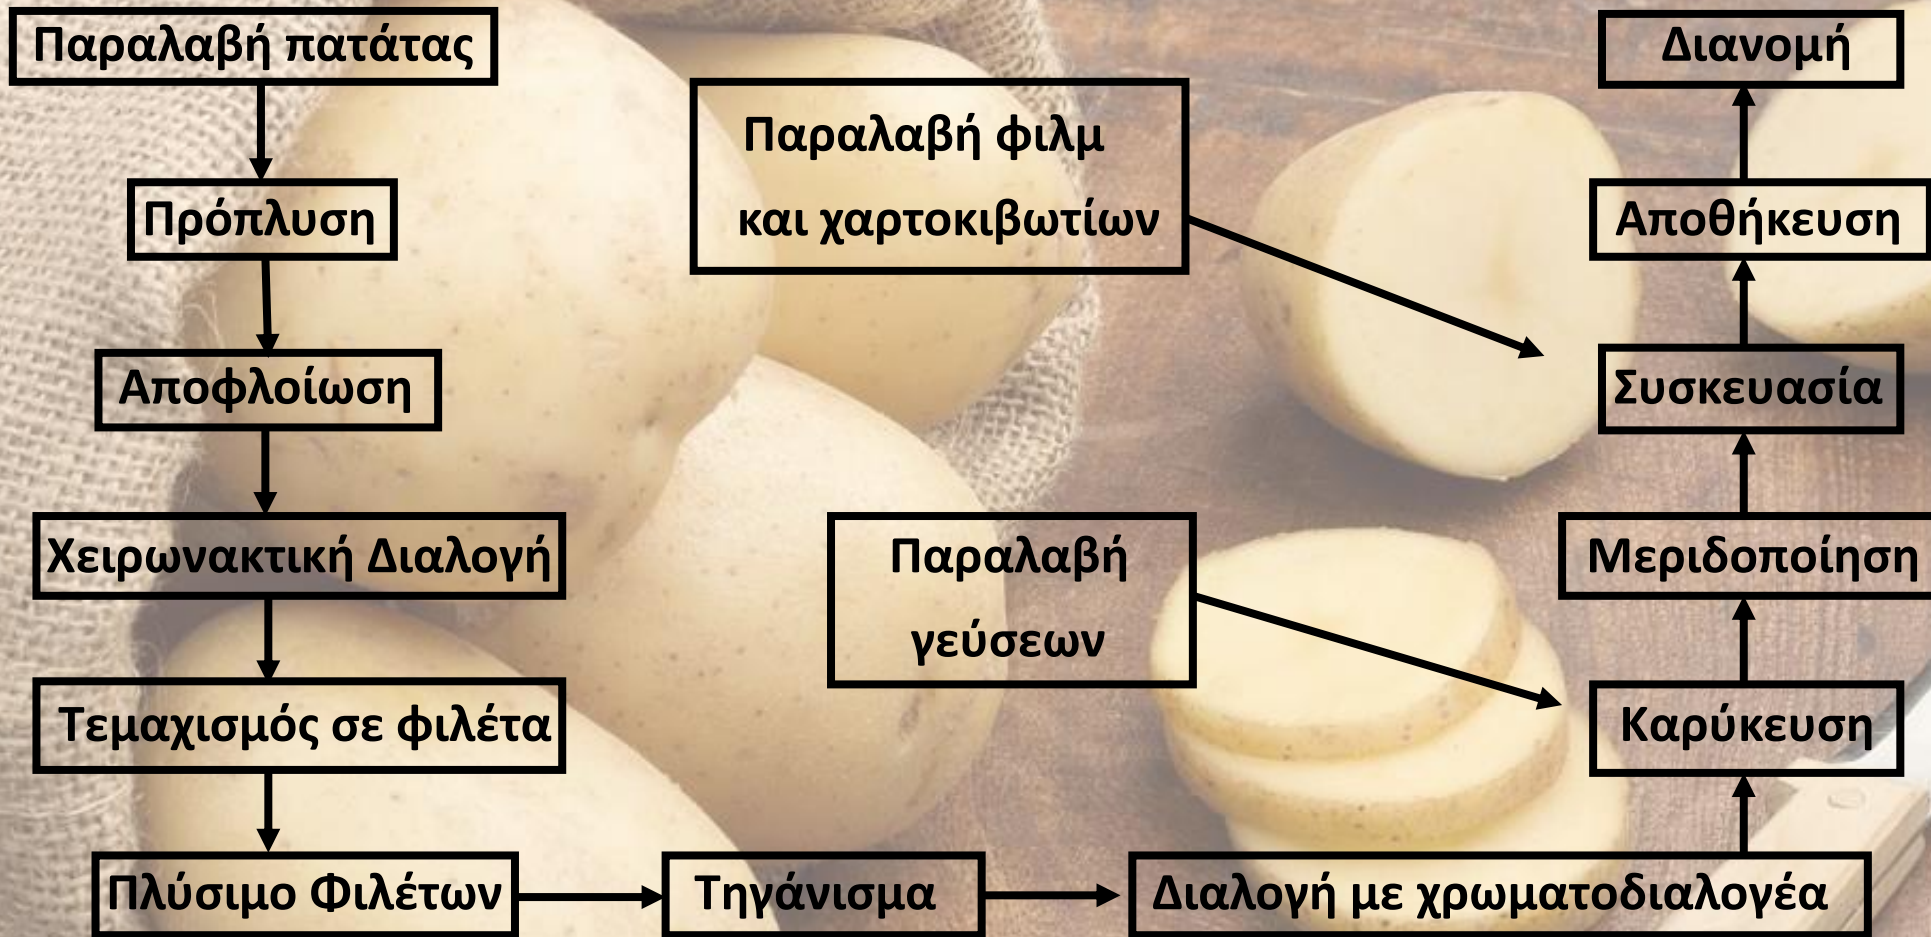 Παραλαβή πατάτας
Πρόπλυση
Αποφλοίωση
Χειρωνακτική Διαλογή
Τεμαχισμός σε φιλέτα
Πλύσιμο Φιλέτων
Τηγάνισμα
Διαλογή με χρωματοδιαλογέα
Παραλαβή
γεύσεων
Καρύκευση
Μεριδοποίηση
Παραλαβή φιλμ
και χαρτοκιβωτίων
Συσκευασία
Αποθήκευση
Διανομή